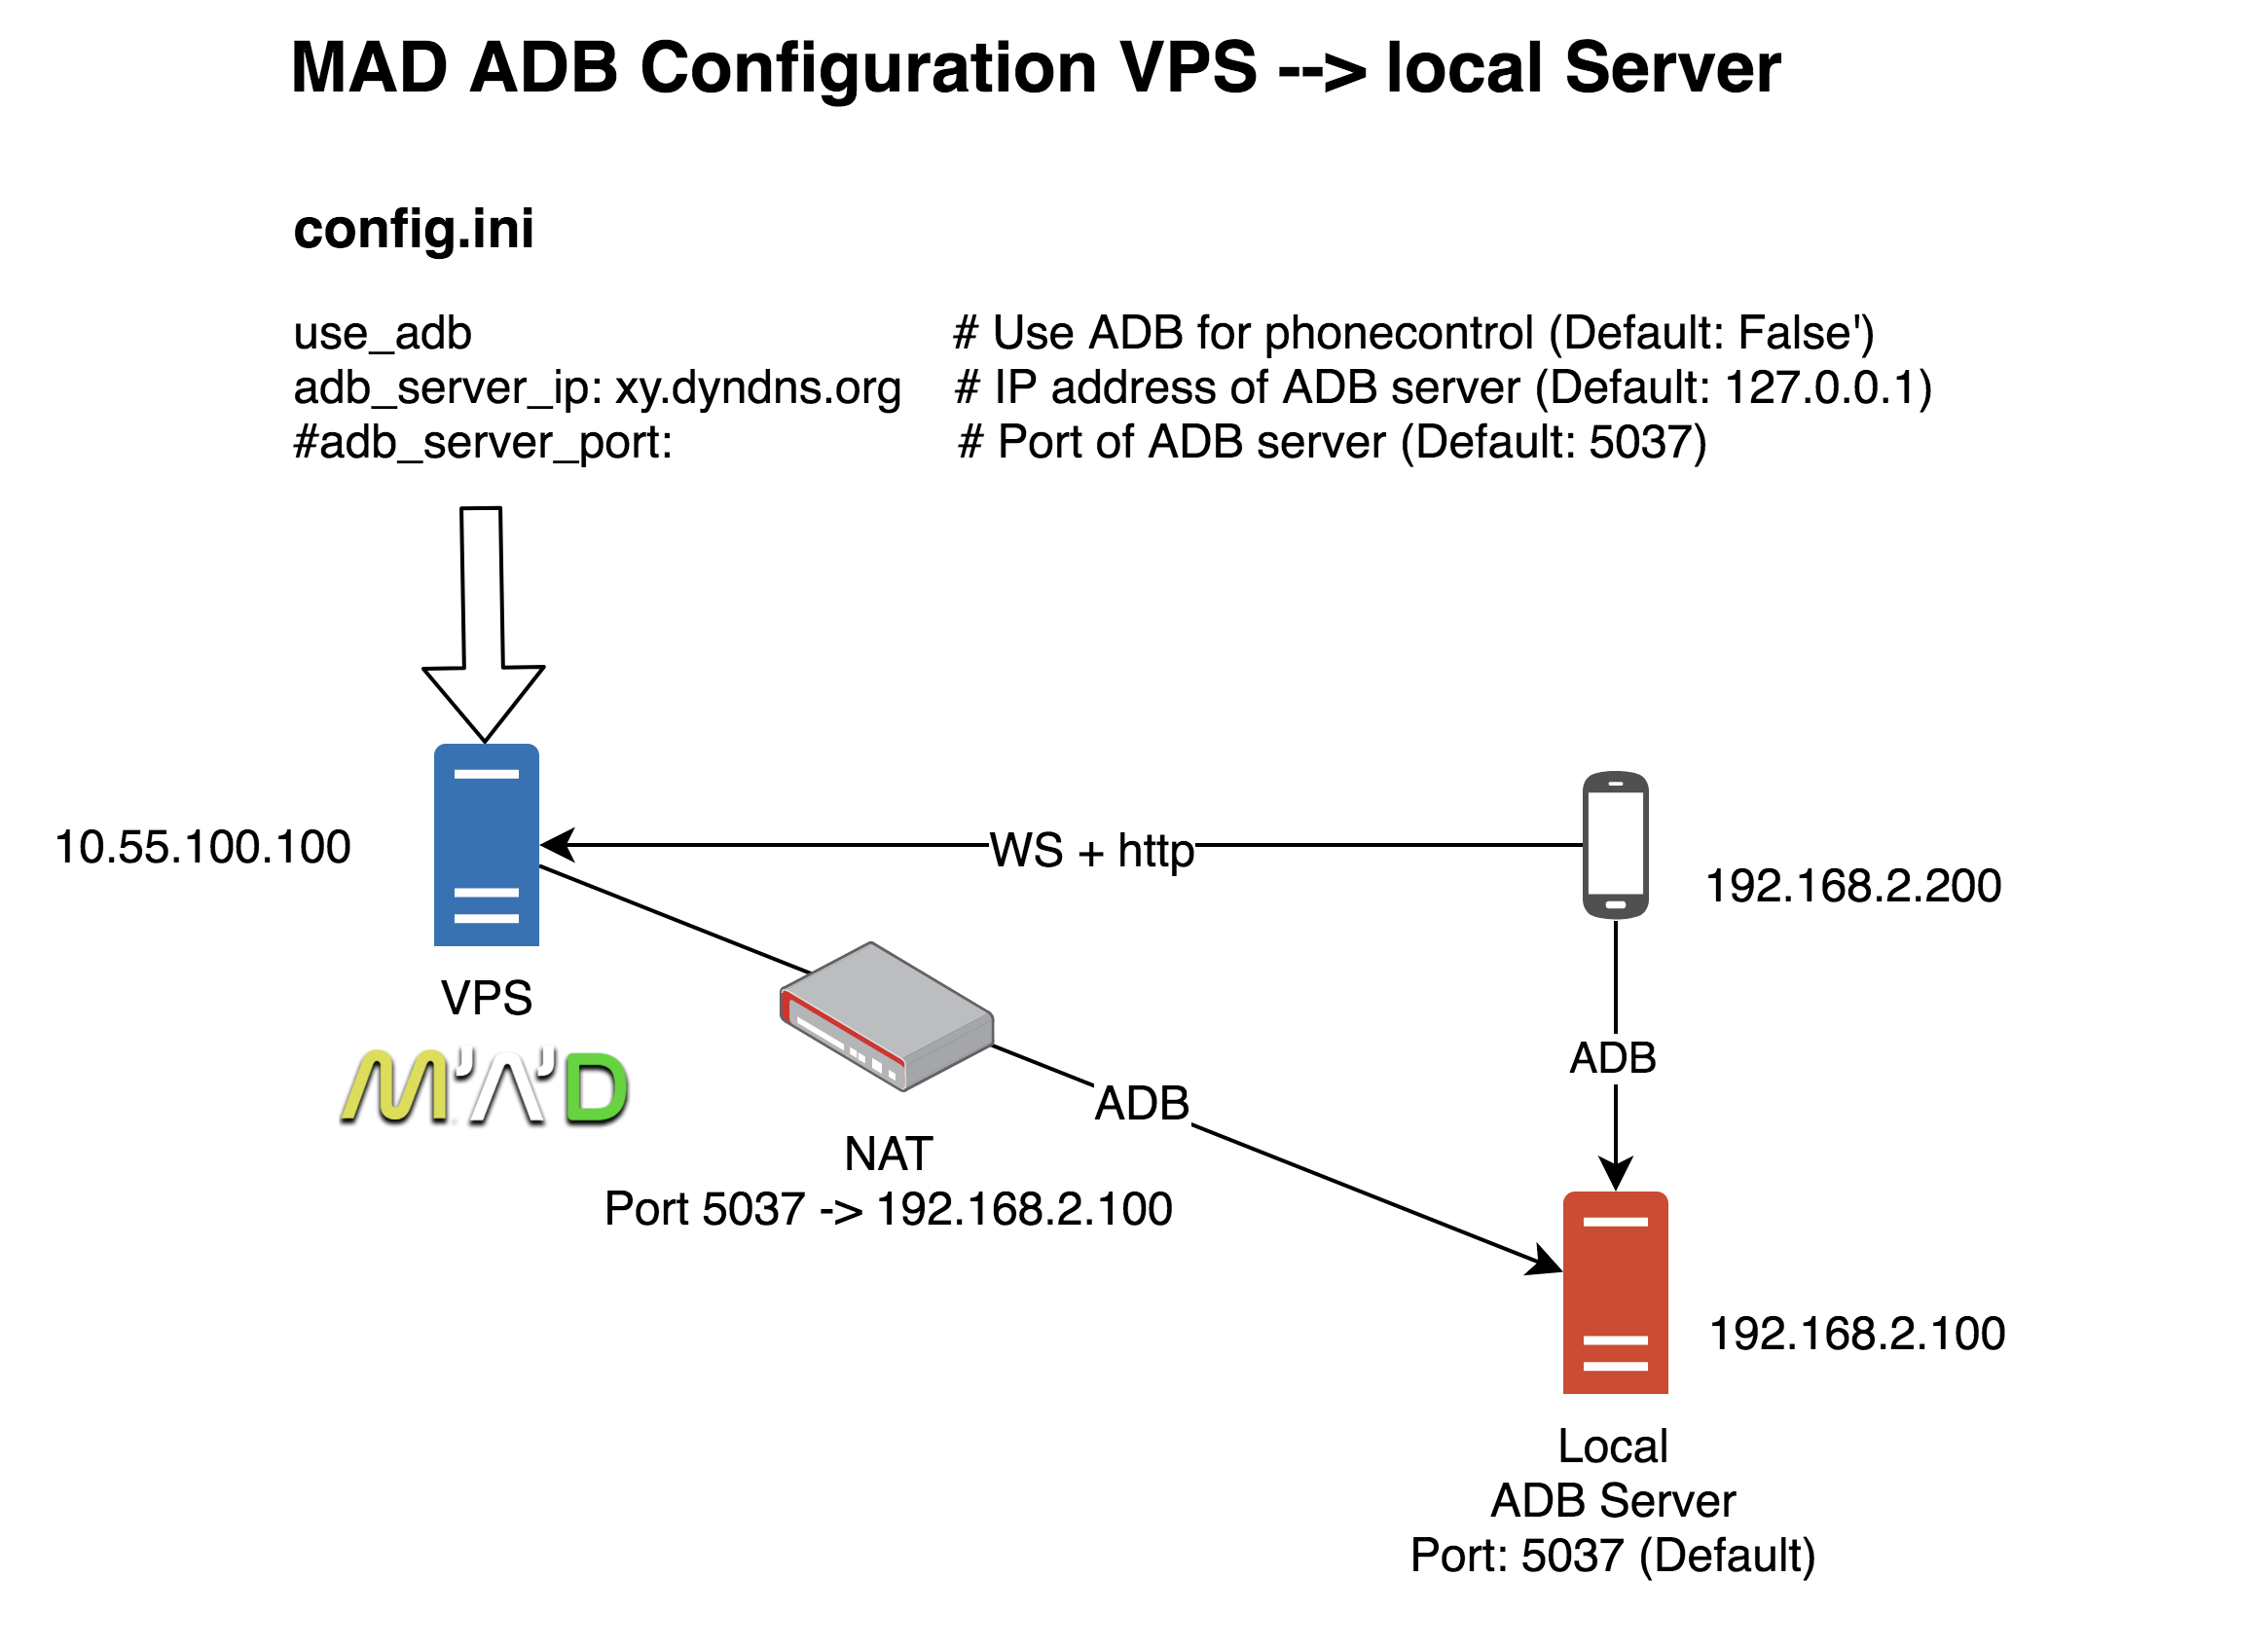 MAD ADB Configuration VPS --> local Server
config.ini
use_adb # Use ADB for phonecontrol (Default: False')
adb_server_ip: xy.dyndns.org # IP address of ADB server (Default: 127.0.0.1)
#adb_server_port: # Port of ADB server (Default: 5037)
10.55.100.100
WS + http
192.168.2.200
VPS
M'A'D
ADB
ADB
NAT
Port 5037 -> 192.168.2.100
192.168.2.100
Local
ADB Server
Port: 5037 (Default)